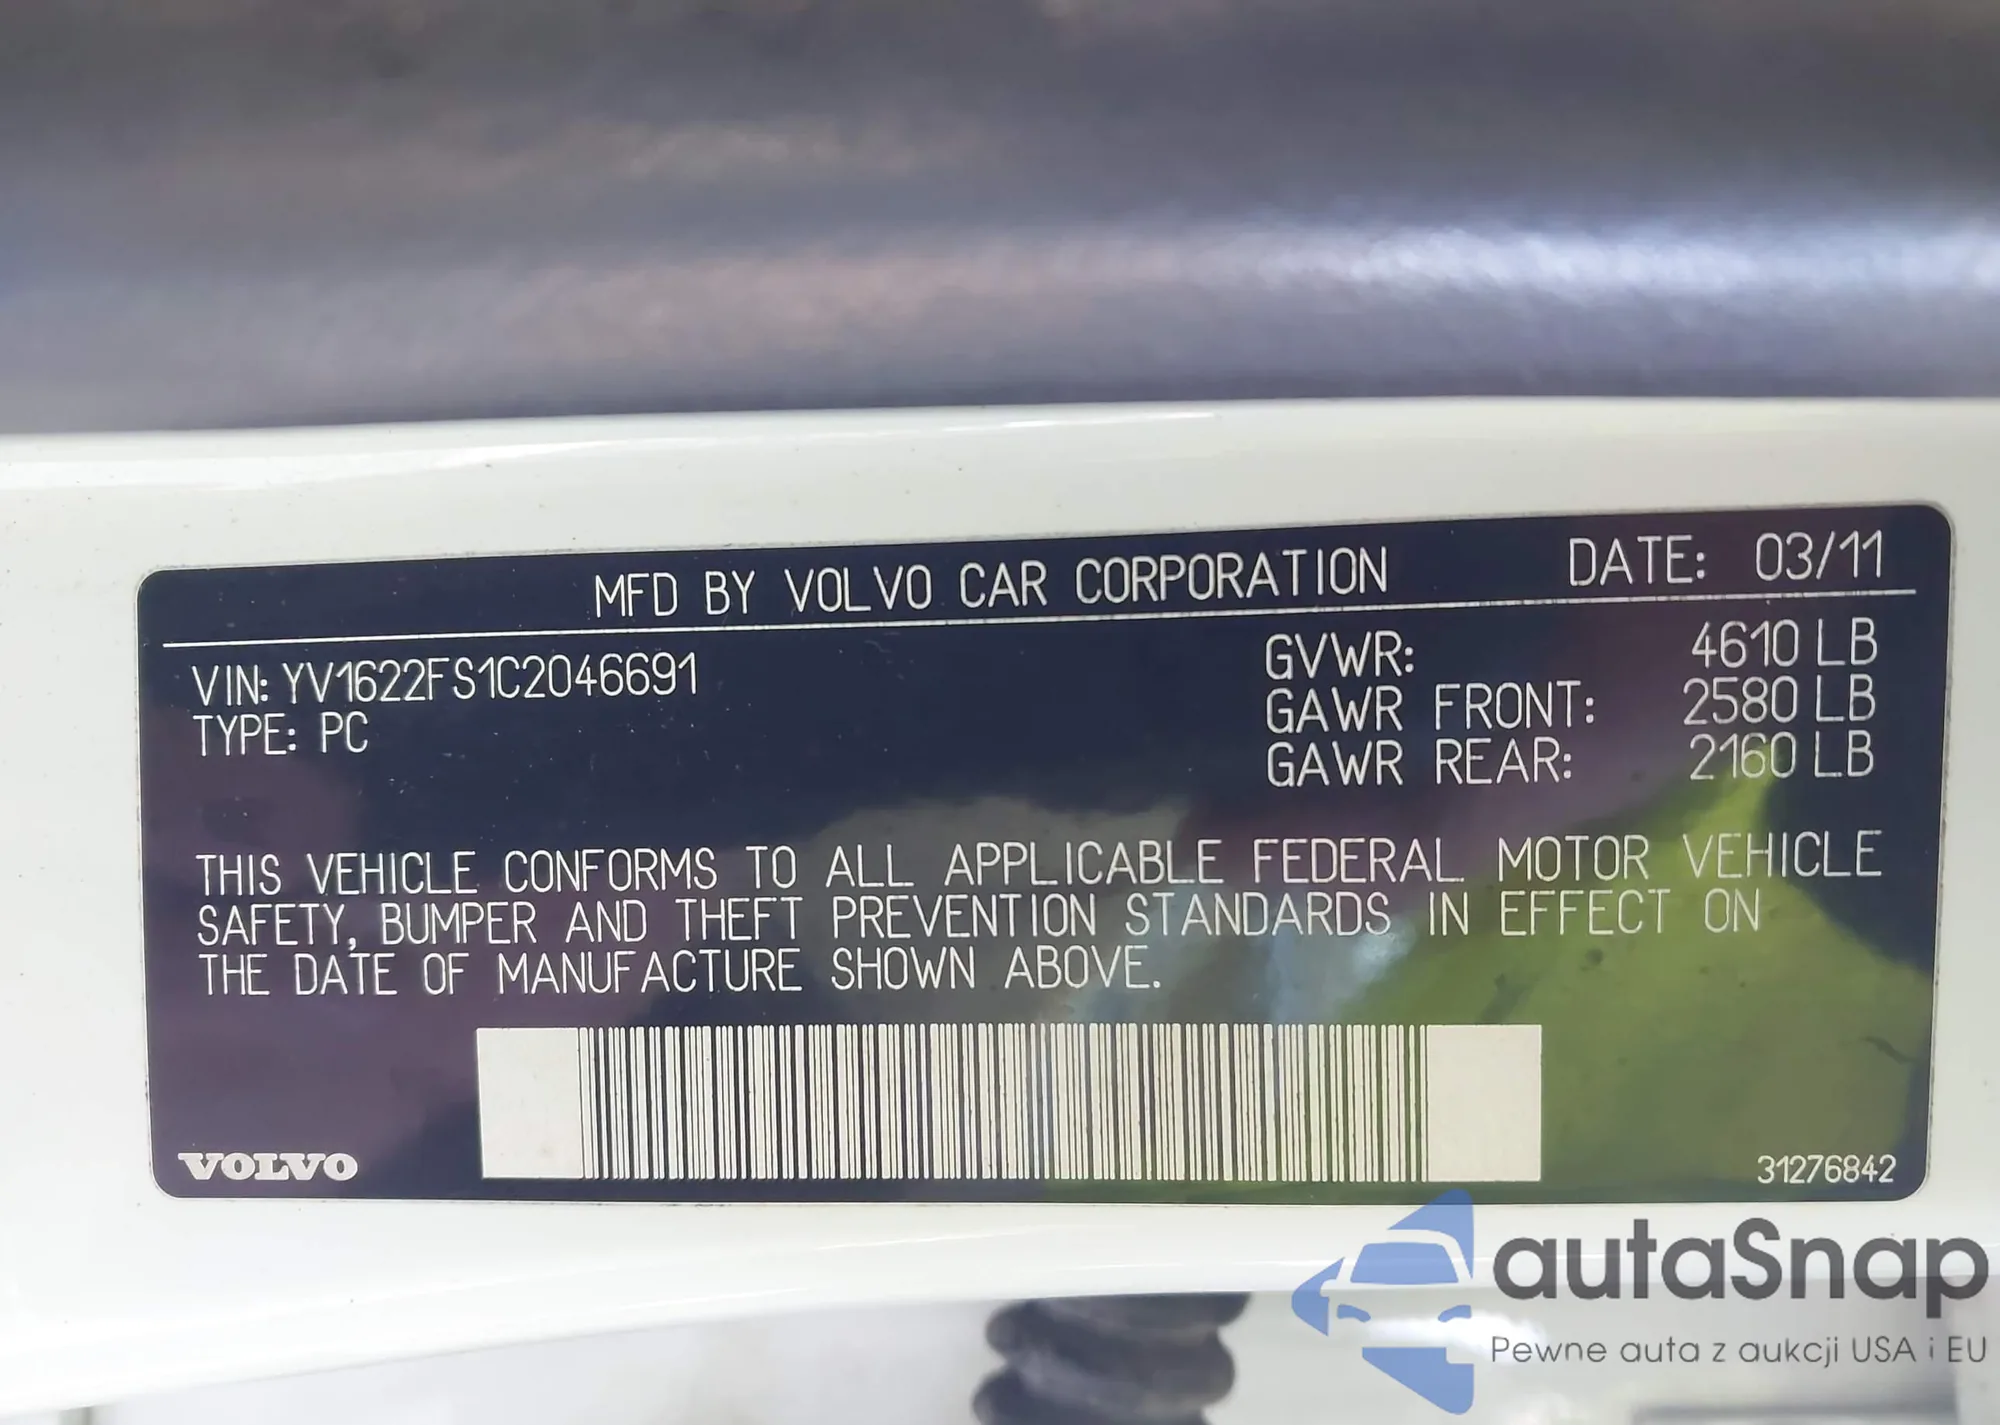 MFD BY VOLVO CAR CORPORATION DATE: 03/11
VIN: YV1622FS1C2046691 GVWR: 4610 LB
TYPE: PC GAWR FRONT: 2580 LB
GAWR REAR: 2160 LB
THIS VEHICLE CONFORMS TO ALL APPLICABLE FEDERAL MOTOR VEHICLE
SAFETY, BUMPER AND THEFT PREVENTION STANDARDS IN EFFECT ON
THE DATE OF MANUFACTURE SHOWN ABOVE.
VOLVO 31276842
autaSnap
Pewne auta z aukcji USA i EU